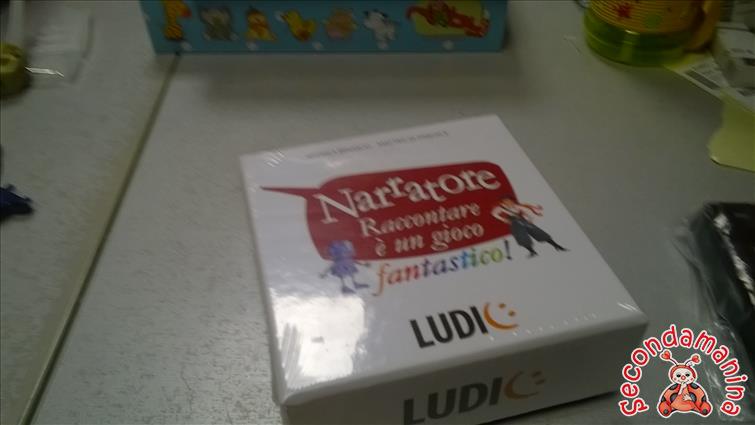 Narratore
Raccontare
è un gioco
fantastico!
LUDIC
LUDIC
secondamanina